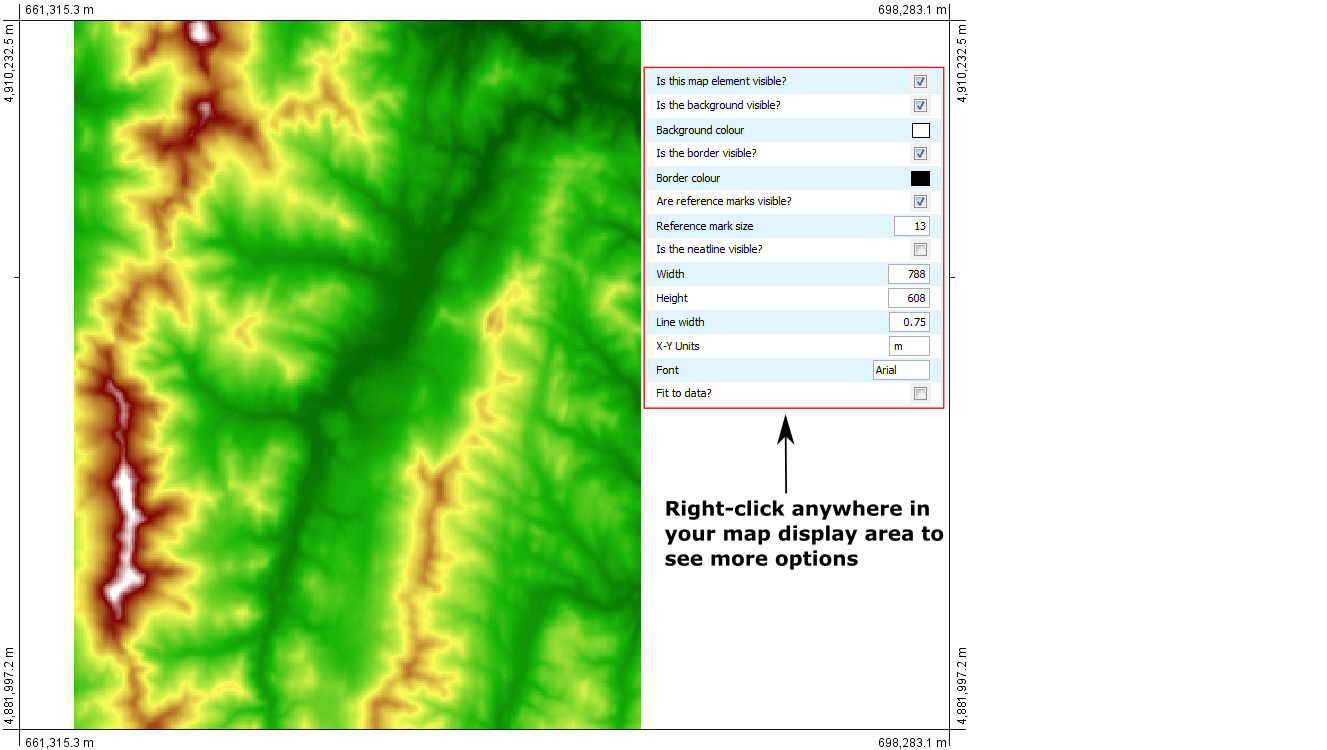 661,315.3 m
698,283.1 m
4,910,232.5 m
4,910,232.5 m
Is this map element visible?
Is the background visible?
Background colour
Is the border visible?
Border colour
Are reference marks visible?
Reference mark size 13
Is the neatline visible?
Width 788
Height 608
Line width 0.75
X-Y Units m
Font Arial
Fit to data?
Right-click anywhere in
your map display area to
see more options
4,881,997.2 m
4,881,997.2 m
661,315.3 m
698,283.1 m